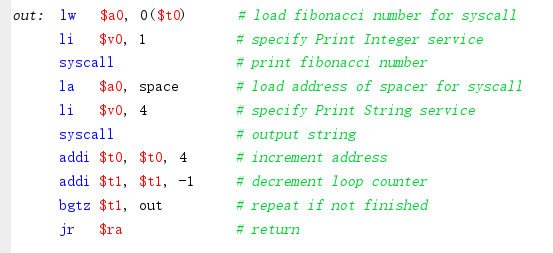 out: lw $a0, 0($t0) # load fibonacci number for syscall
li $v0, 1 # specify Print Integer service
syscall # print fibonacci number
la $a0, space # load address of spacer for syscall
li $v0, 4 # specify Print String service
syscall # output string
addi $t0, $t0, 4 # increment address
addi $t1, $t1, -1 # decrement loop counter
bgtz $t1, out # repeat if not finished
jr $ra # return